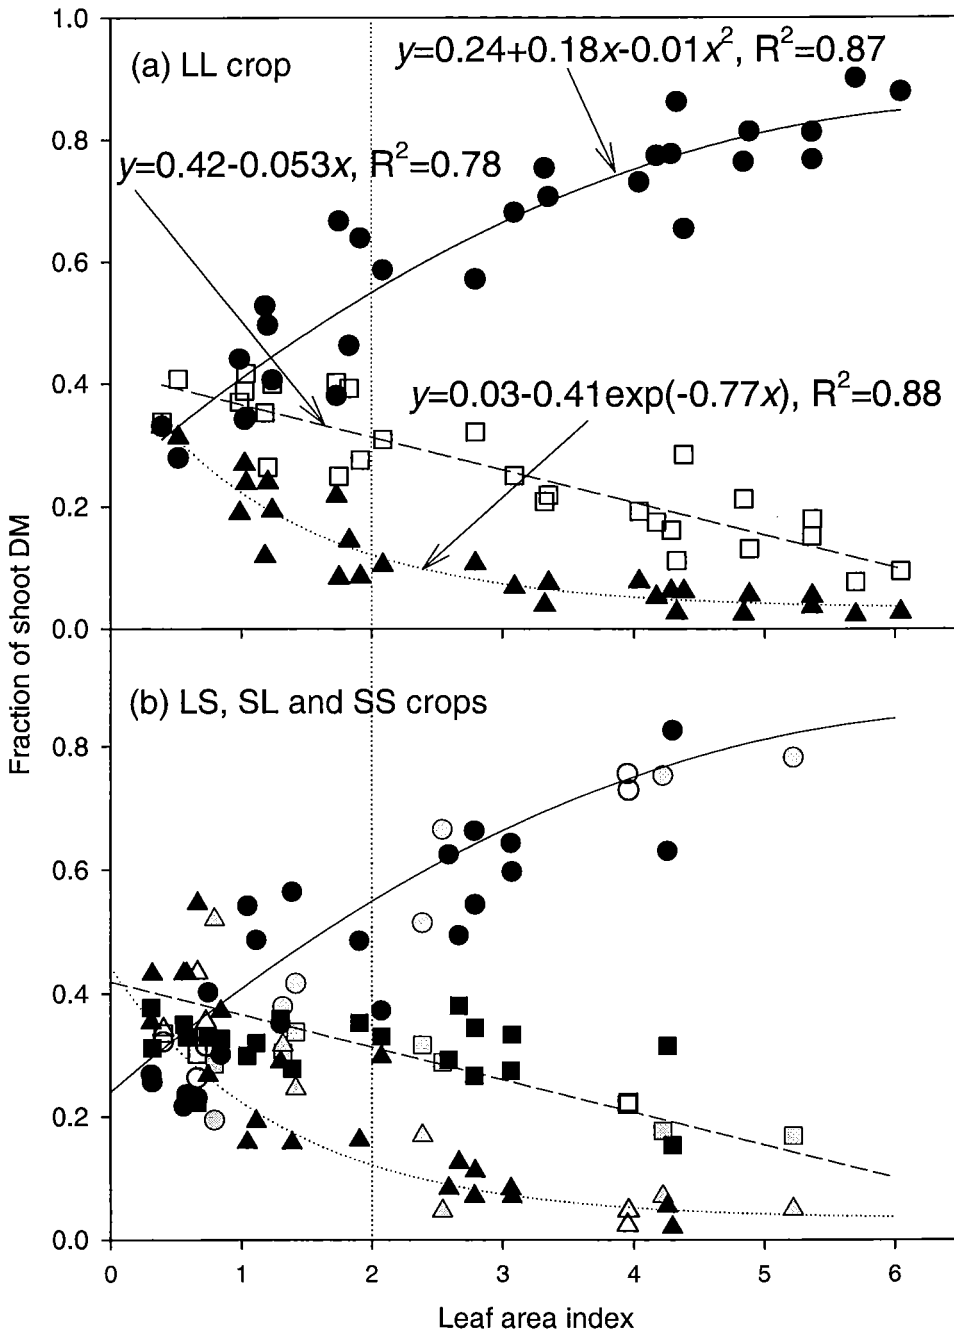 1.0
(a) LL crop
y=0.24+0.18x-0.01x², R²=0.87
0.8
y=0.42-0.053x, R²=0.78
0.6
0.4
y=0.03-0.41exp(-0.77x), R²=0.88
0.2
0.0
Fraction of shoot DM
(b) LS, SL and SS crops
0.8
0.6
0.4
0.2
0.0
0 1 2 3 4 5 6
Leaf area index